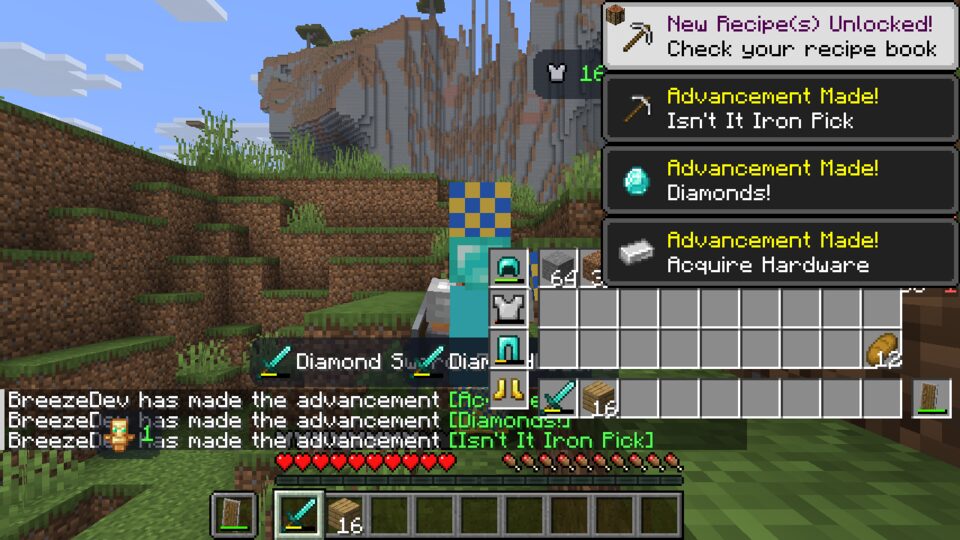 New Recipe(s) Unlocked!
Check your recipe book
16
Advancement Made!
Isn't It Iron Pick
Advancement Made!
Diamonds!
Advancement Made!
Acquire Hardware
64
12
Diamond
16
BreezeDev has made the advancement
BreezeDev has made the advancement [Diamonds!]
has made the advancement [Isn't It Iron Pick]
1
16